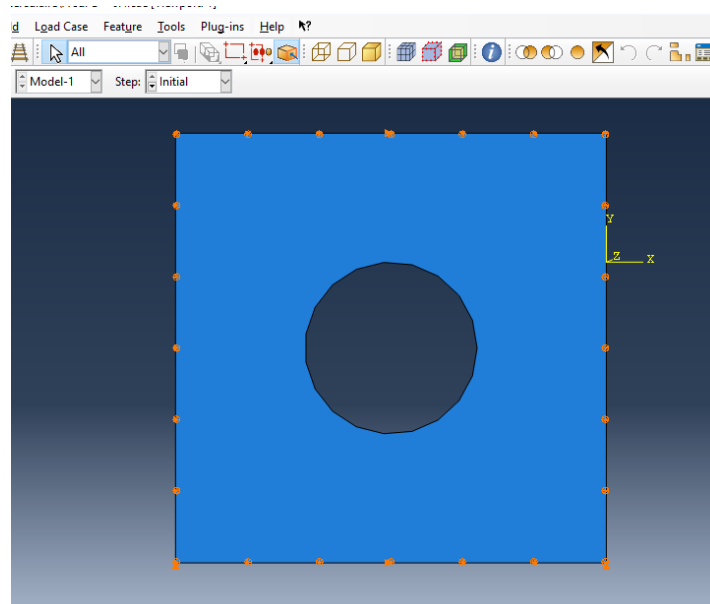 d Load Case Feature Tools Plug-ins Help ?
All
Model-1 Step: Initial
Y
Z X